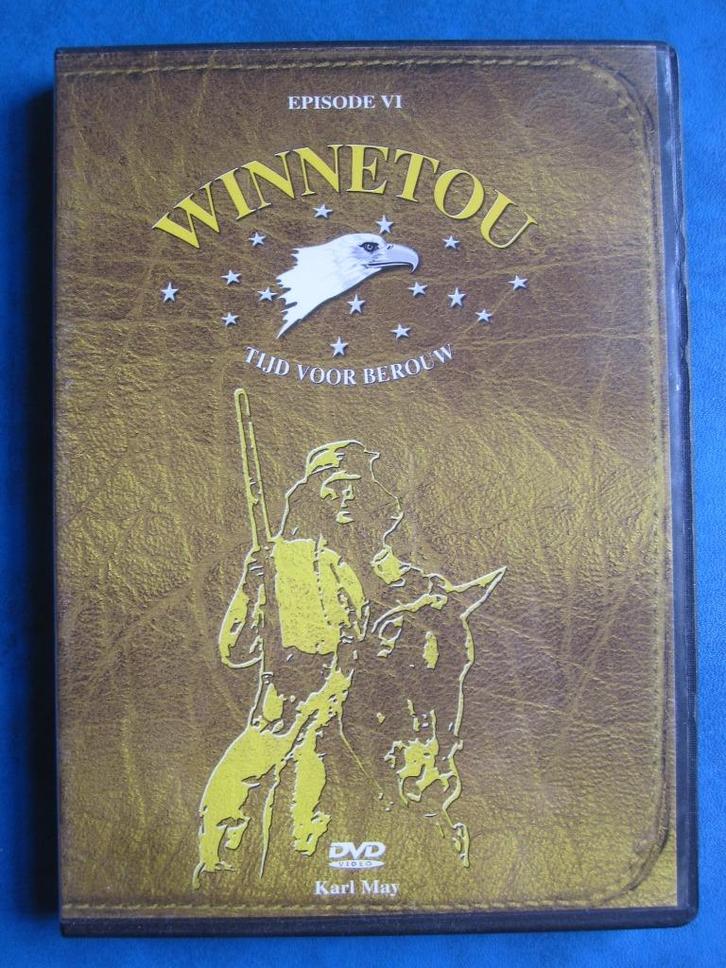 EPISODE VI
WINNETOU
TIJD VOOR BEROUW
DVD
VIDEO
Karl May